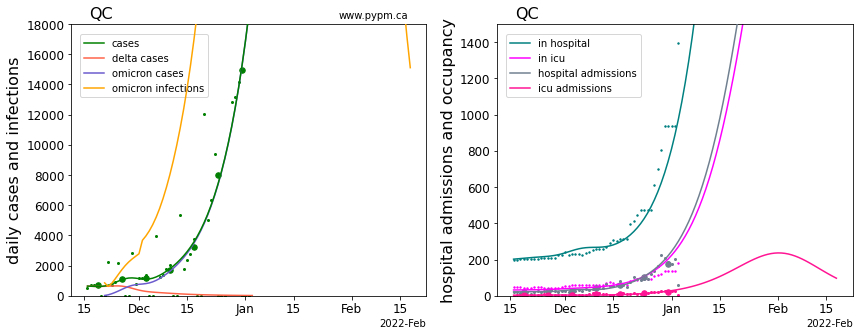 QC
www.pypm.ca
18000
16000
14000
12000
10000
8000
6000
4000
2000
0
daily cases and infections
cases
delta cases
omicron cases
omicron infections
15
Dec
15
Jan
15
Feb
15
2022-Feb
QC
1400
1200
1000
800
600
400
200
0
hospital admissions and occupancy
in hospital
in icu
hospital admissions
icu admissions
15
Dec
15
Jan
15
Feb
15
2022-Feb